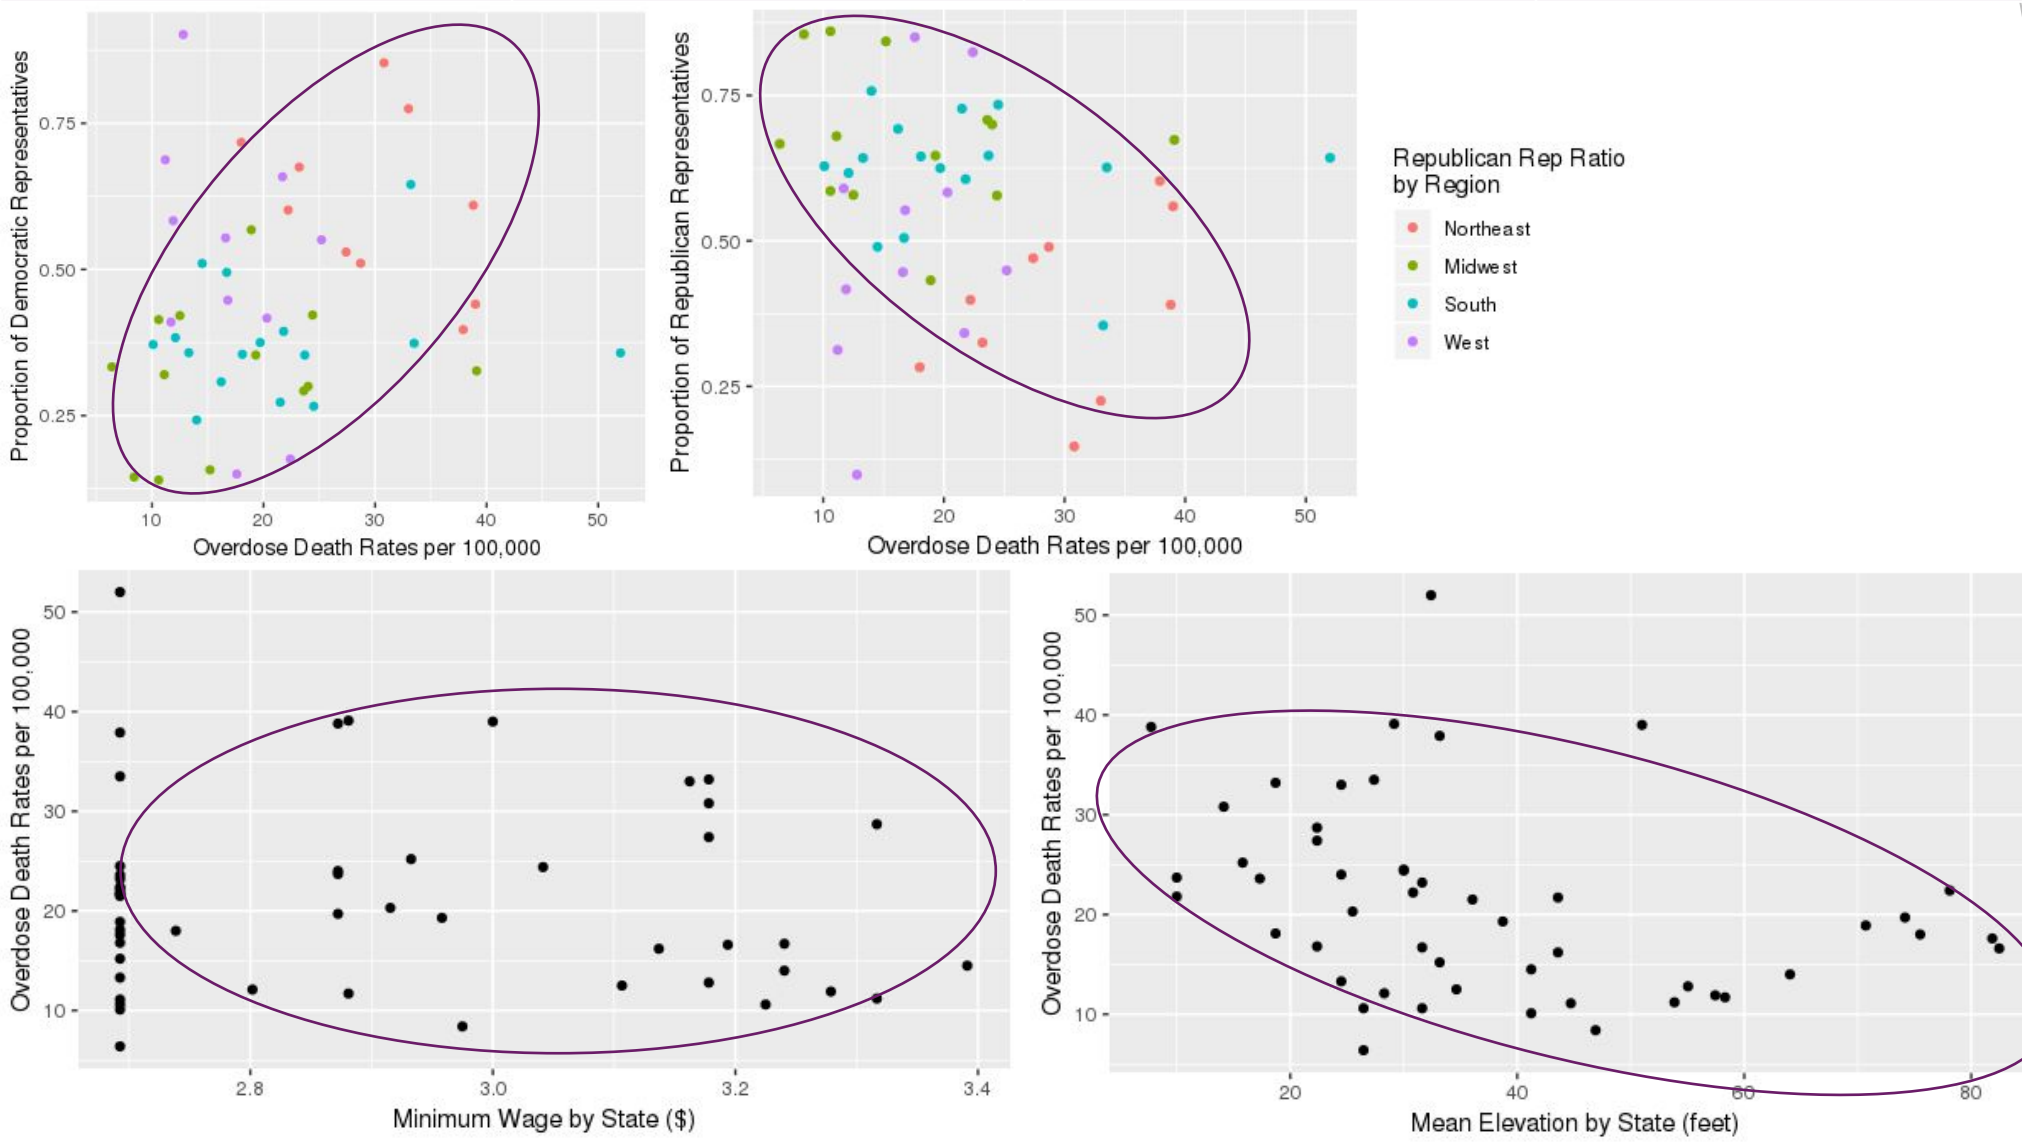 Proportion of Democratic Representatives
0.75
0.50
0.25
10 20 30 40 50
Overdose Death Rates per 100,000
Proportion of Republican Representatives
0.75
0.50
0.25
10 20 30 40 50
Overdose Death Rates per 100,000
Republican Rep Ratio
by Region
Northeast
Midwest
South
West
Overdose Death Rates per 100,000
50
40
30
20
10
2.8 3.0 3.2 3.4
Minimum Wage by State ($)
Overdose Death Rates per 100,000
50
40
30
20
10
20 40 60 80
Mean Elevation by State (feet)